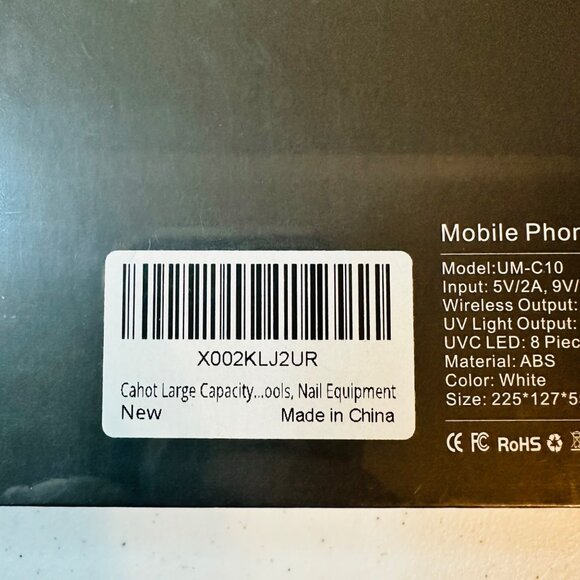 X002KLJ2UR
Cahot Large Capacity...ools, Nail Equipment
New Made in China
Mobile Phon
Model:UM-C10
Input: 5V/2A, 9V/
Wireless Output:
UV Light Output:
UVC LED: 8 Piec
Material: ABS
Color: White
Size: 225*127*5
CE FC RoHS